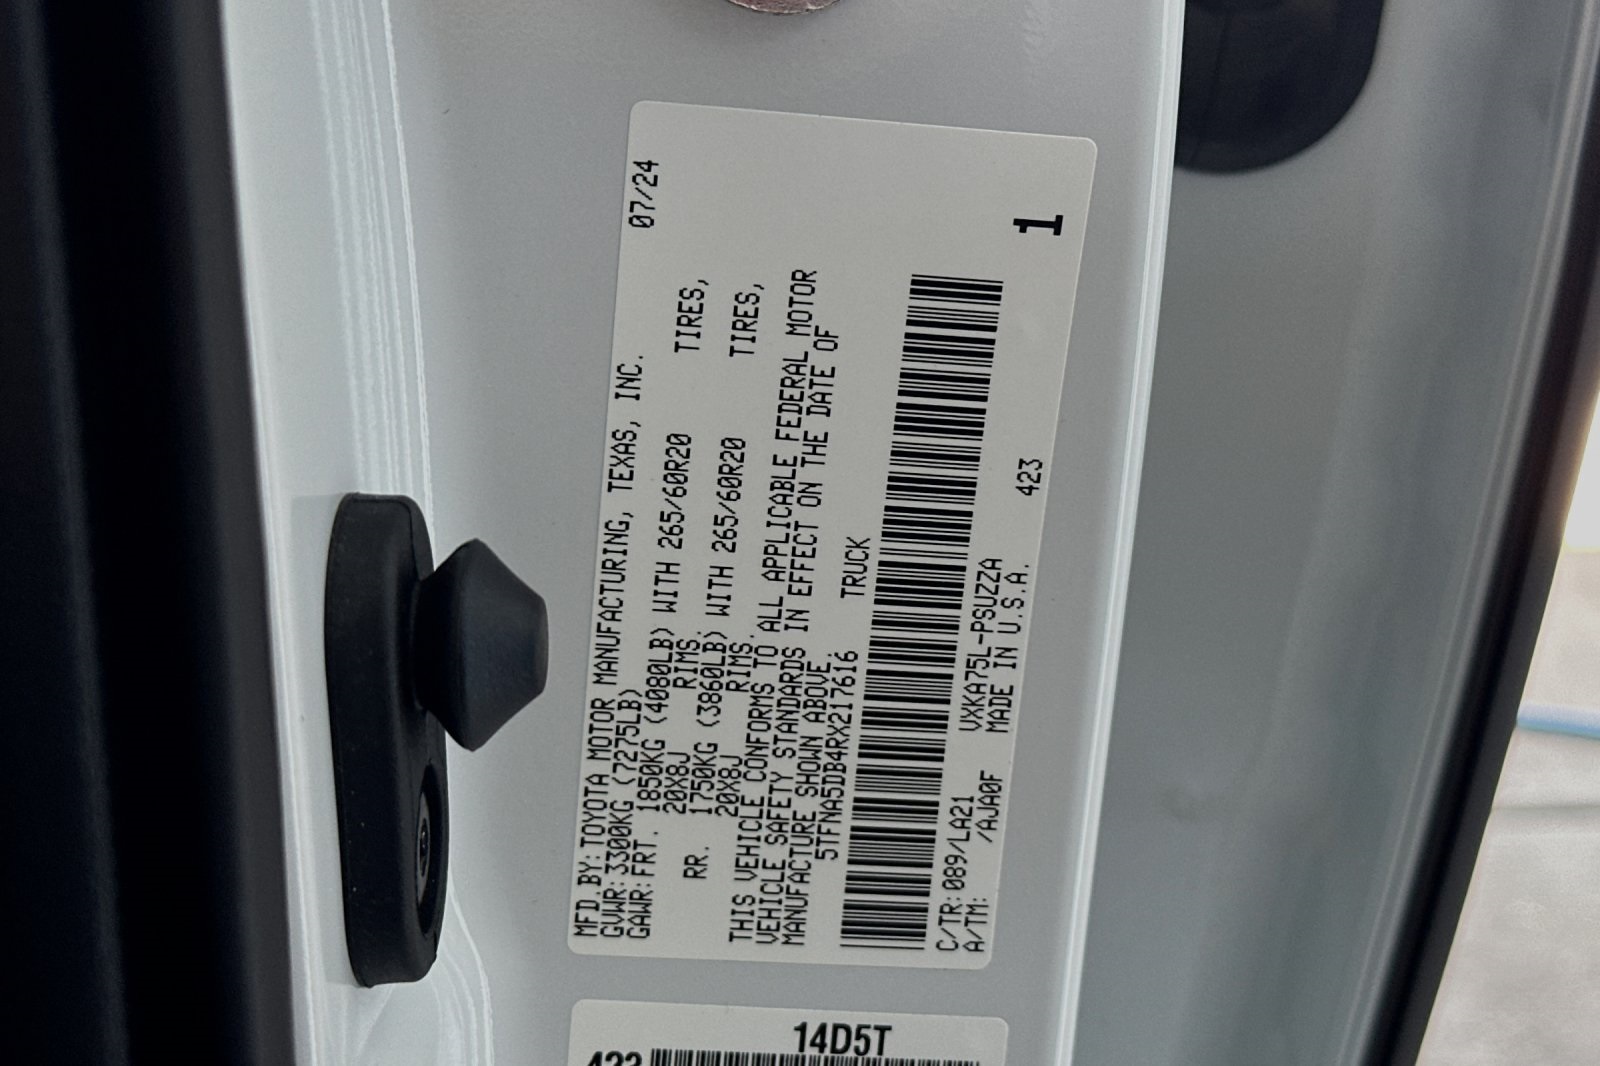 MFD.BY:TOYOTA MOTOR MANUFACTURING, TEXAS, INC. 07/24
GVWR:3300KG (7275LB)
GAWR:FRT. 1850KG (4080LB) WITH 265/60R20 TIRES,
20X8J RIMS.
RR. 1750KG (3860LB) WITH 265/60R20 TIRES,
20X8J RIMS.
THIS VEHICLE CONFORMS TO ALL APPLICABLE FEDERAL MOTOR
VEHICLE SAFETY STANDARDS IN EFFECT ON THE DATE OF
MANUFACTURE SHOWN ABOVE.
5TFNA5DB4RX217616 TRUCK
C/TR:089/LA21 VXKA75L-PSUZZA 423 1
A/TM: /AJA0F MADE IN U.S.A.
14D5T
423